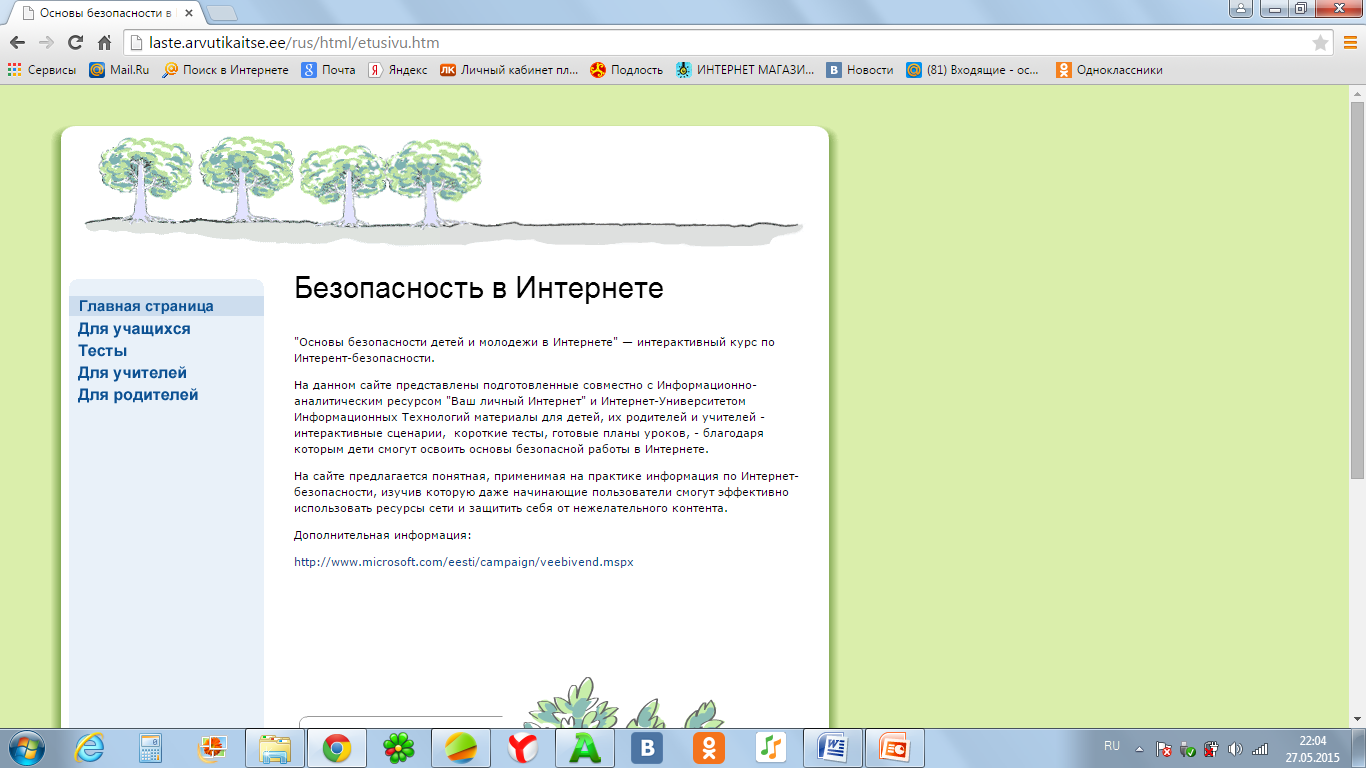 Основы безопасности в
laste.arvutikaitse.ee/rus/html/etusivu.htm
Сервисы Mail.Ru Поиск в Интернете Почта Яндекс Личный кабинет пл... Подлость ИНТЕРНЕТ МАГАЗИ... Новости (81) Входящие - ос... Одноклассники
Безопасность в Интернете
Главная страница
Для учащихся
Тесты
Для учителей
Для родителей
"Основы безопасности детей и молодежи в Интернете" — интерактивный курс по
Интерент-безопасности.
На данном сайте представлены подготовленные совместно с Информационно-
аналитическим ресурсом "Ваш личный Интернет" и Интернет-Университетом
Информационных Технологий материалы для детей, их родителей и учителей -
интерактивные сценарии, короткие тесты, готовые планы уроков, - благодаря
которым дети смогут освоить основы безопасной работы в Интернете.
На сайте предлагается понятная, применимая на практике информация по Интернет-
безопасности, изучив которую даже начинающие пользователи смогут эффективно
использовать ресурсы сети и защитить себя от нежелательного контента.
Дополнительная информация:
http://www.microsoft.com/eesti/campaign/veebivend.mspx
RU
22:04
27.05.2015